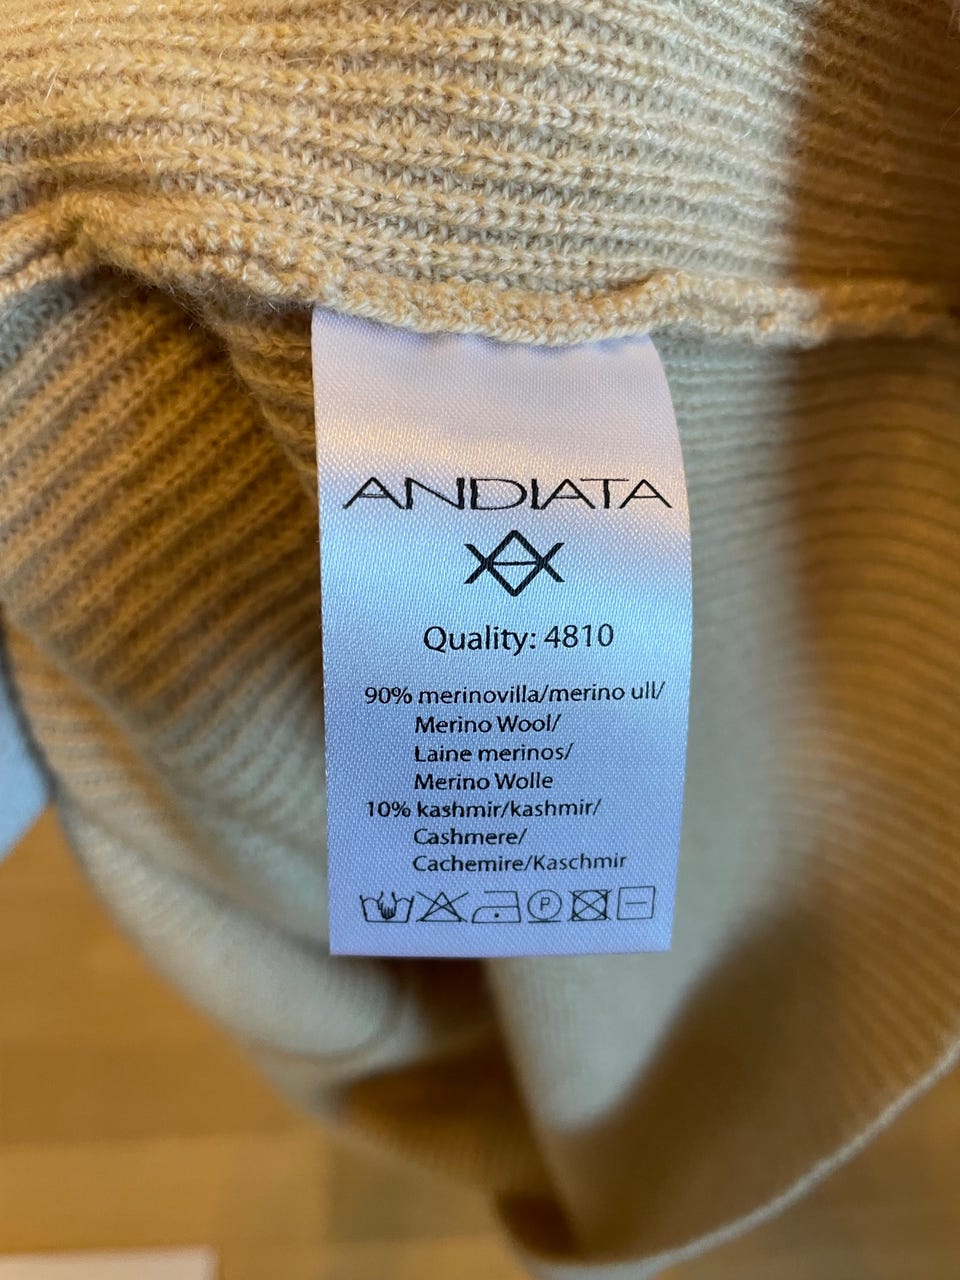 ANDIATA
Quality: 4810
90% merinovilla/merino ull/
Merino Wool/
Laine merinos/
Merino Wolle
10% kashmir/kashmir/
Cashmere/
Cachemire/Kaschmir
P